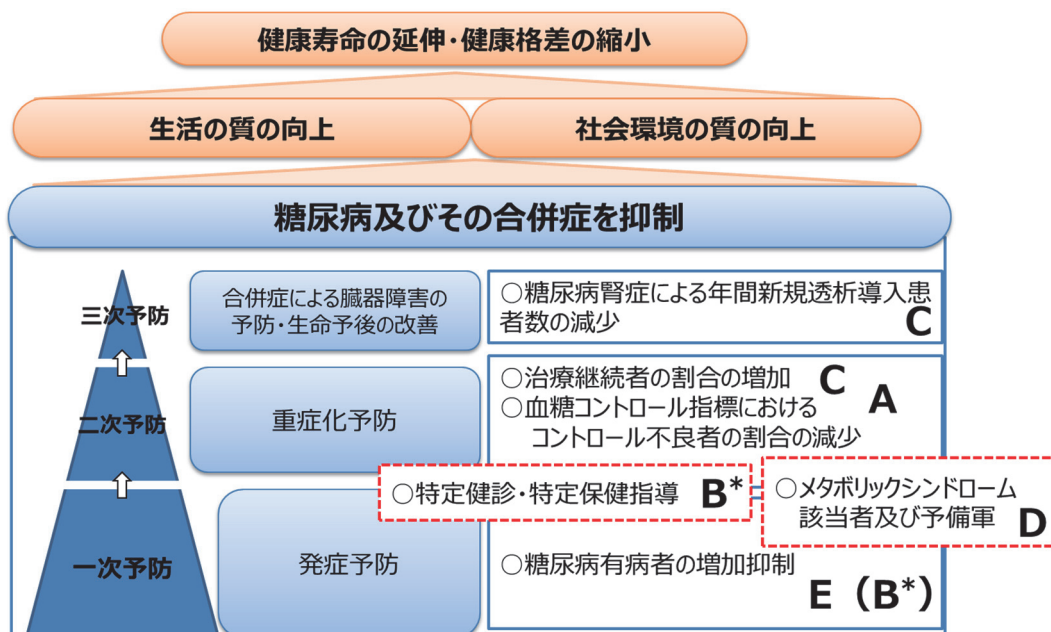 健康寿命の延伸・健康格差の縮小
生活の質の向上
社会環境の質の向上
糖尿病及びその合併症を抑制
三次予防
合併症による臓器障害の
予防・生命予後の改善
○糖尿病腎症による年間新規透析導入患
者数の減少 C
二次予防
重症化予防
○治療継続者の割合の増加 C
○血糖コントロール指標における A
コントロール不良者の割合の減少
○特定健診・特定保健指導 B*
○メタボリックシンドローム
該当者及び予備軍 D
一次予防
発症予防
○糖尿病有病者の増加抑制
E（B*）